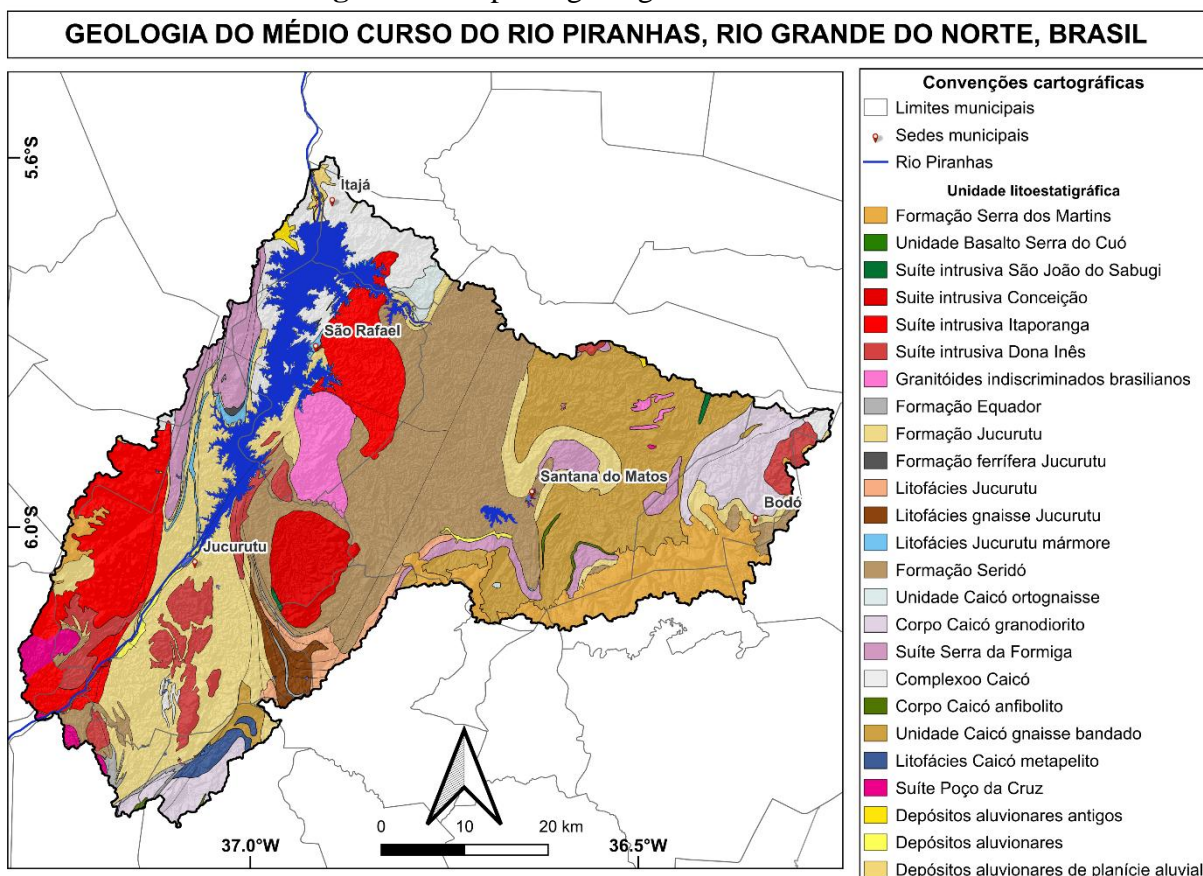 GEOLOGIA DO MÉDIO CURSO DO RIO PIRANHAS, RIO GRANDE DO NORTE, BRASIL
5.6°S
6.0°S
37.0°W
36.5°W
Itajá
São Rafael
Santana do Matos
Bodó
Jucurutu
0 10 20 km
Convenções cartográficas
Limites municipais
Sedes municipais
Rio Piranhas
Unidade litoestatigráfica
Formação Serra dos Martins
Unidade Basalto Serra do Cuó
Suíte intrusiva São João do Sabugi
Suite intrusiva Conceição
Suíte intrusiva Itaporanga
Suíte intrusiva Dona Inês
Granitóides indiscriminados brasilianos
Formação Equador
Formação Jucurutu
Formação ferrífera Jucurutu
Litofácies Jucurutu
Litofácies gnaisse Jucurutu
Litofácies Jucurutu mármore
Formação Seridó
Unidade Caicó ortognaisse
Corpo Caicó granodiorito
Suíte Serra da Formiga
Complexoo Caicó
Corpo Caicó anfibolito
Unidade Caicó gnaisse bandado
Litofácies Caicó metapelito
Suíte Poço da Cruz
Depósitos aluvionares antigos
Depósitos aluvionares
Depósitos aluvionares de planície aluvial